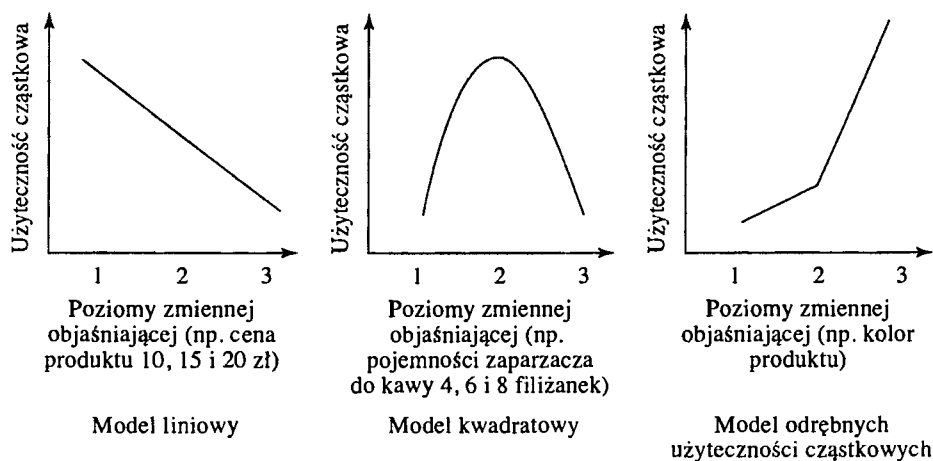 Użyteczność cząstkowa
1 2 3
Poziomy zmiennej
objaśniającej (np. cena
produktu 10, 15 i 20 zł)
Model liniowy
Użyteczność cząstkowa
1 2 3
Poziomy zmiennej
objaśniającej (np.
pojemności zaparzacza
do kawy 4, 6 i 8 filiżanek)
Model kwadratowy
Użyteczność cząstkowa
1 2 3
Poziomy zmiennej
objaśniającej (np. kolor
produktu)
Model odrębnych
użyteczności cząstkowych